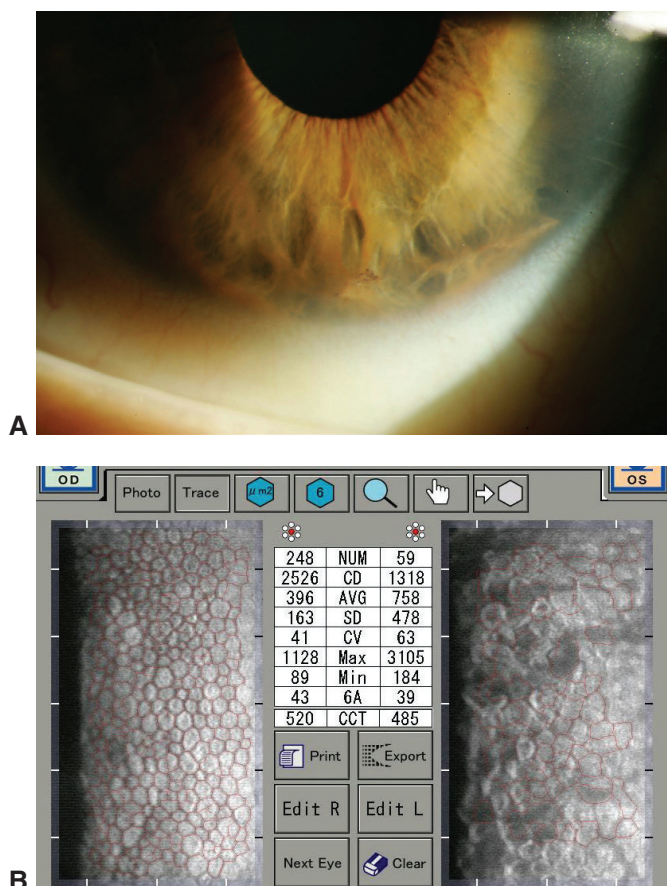 A
OD
Photo Trace μm2 6
OS
248 NUM 59
2526 CD 1318
396 AVG 758
163 SD 478
41 CV 63
1128 Max 3105
89 Min 184
43 6A 39
520 CCT 485
Print Export
Edit R Edit L
Next Eye Clear
B